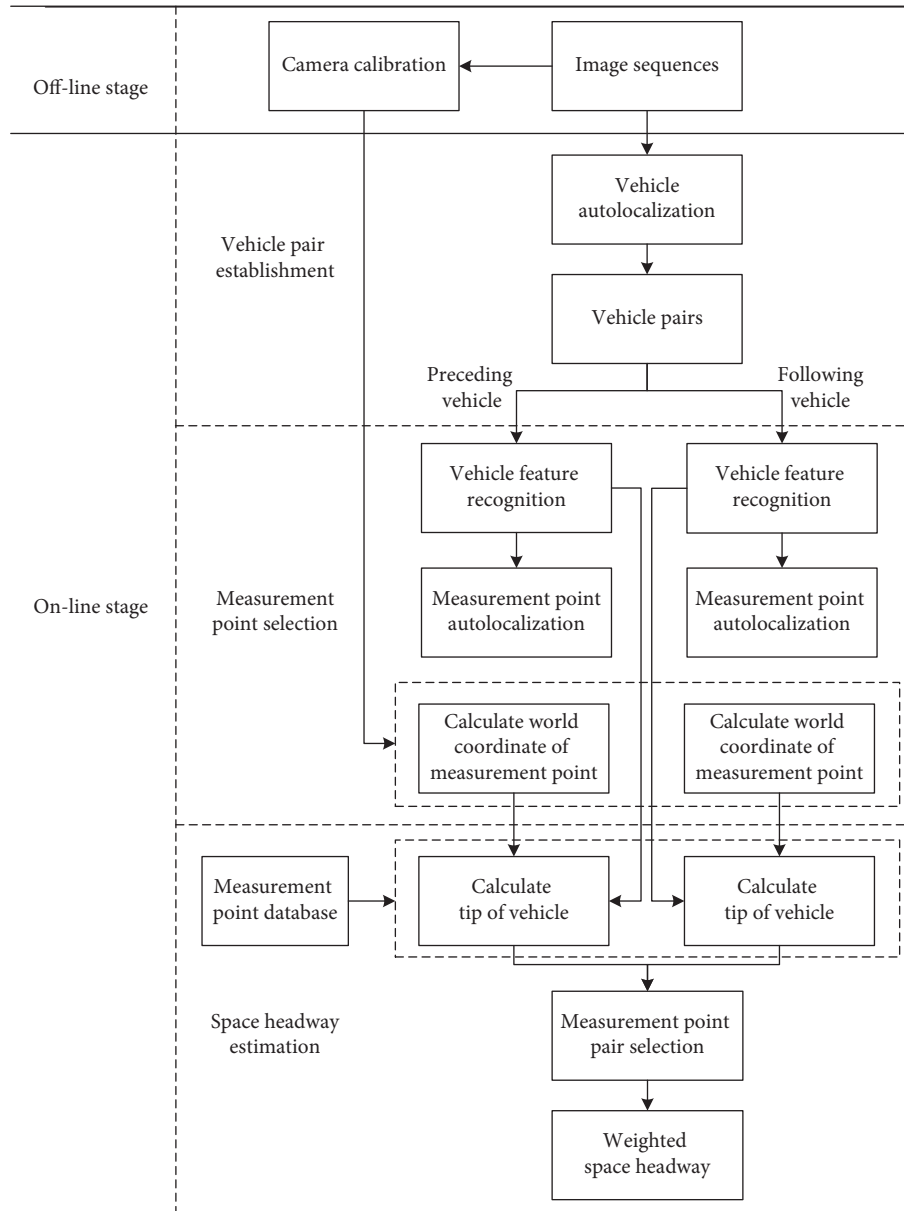 Off-line stage
Camera calibration
Image sequences
Vehicle
autolocalization
Vehicle pair
establishment
Vehicle pairs
Preceding
vehicle
Following
vehicle
On-line stage
Measurement
point selection
Vehicle feature
recognition
Vehicle feature
recognition
Measurement point
autolocalization
Measurement point
autolocalization
Calculate world
coordinate of
measurement point
Calculate world
coordinate of
measurement point
Measurement
point database
Calculate
tip of vehicle
Calculate
tip of vehicle
Space headway
estimation
Measurement point
pair selection
Weighted
space headway